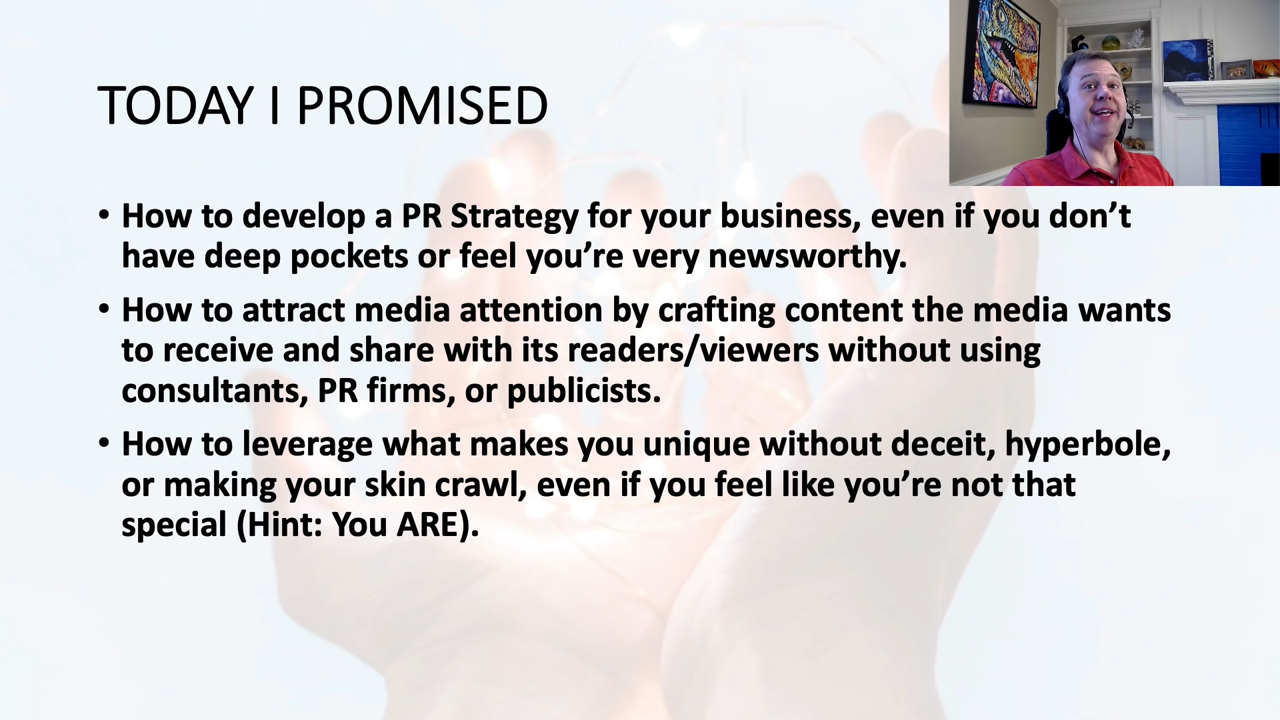 TODAY I PROMISED
• How to develop a PR Strategy for your business, even if you don’t
have deep pockets or feel you’re very newsworthy.
• How to attract media attention by crafting content the media wants
to receive and share with its readers/viewers without using
consultants, PR firms, or publicists.
• How to leverage what makes you unique without deceit, hyperbole,
or making your skin crawl, even if you feel like you’re not that
special (Hint: You ARE).